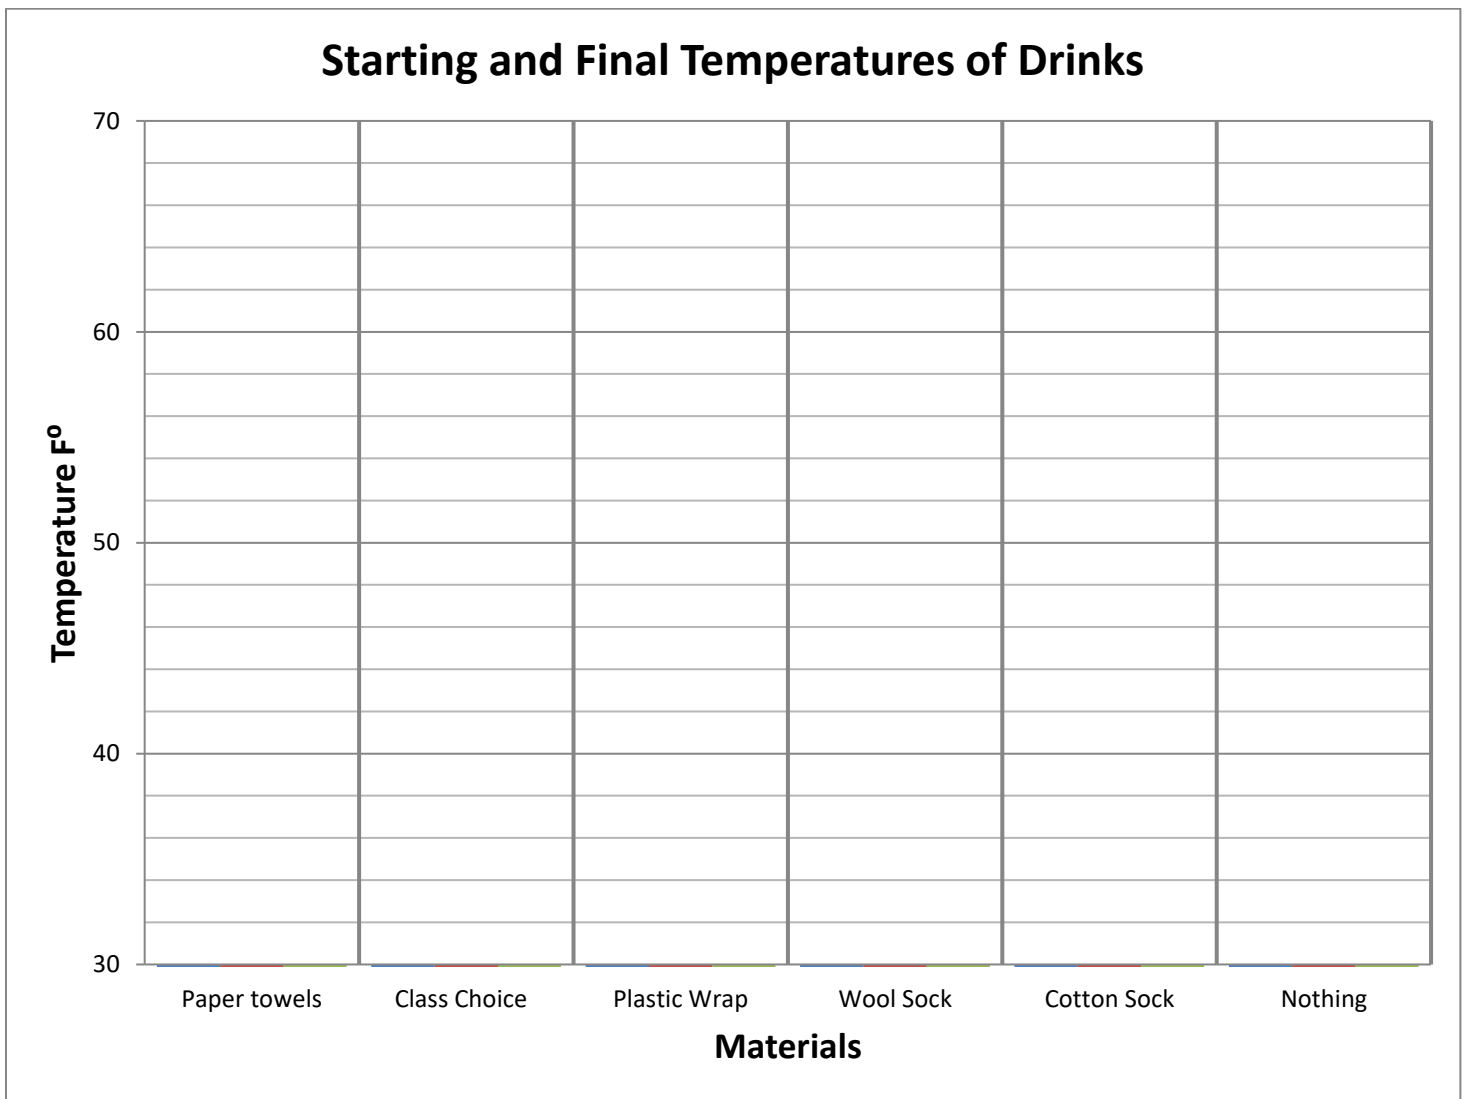 Starting and Final Temperatures of Drinks
70
60
50
40
30
Temperature Fº
Paper towels Class Choice Plastic Wrap Wool Sock Cotton Sock Nothing
Materials